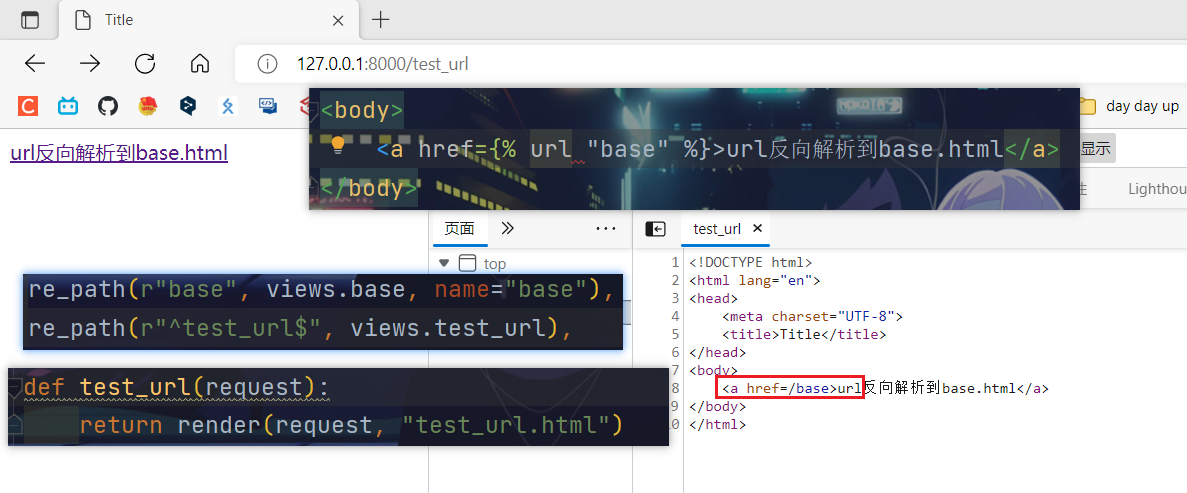 Title
127.0.0.1:8000/test_url
day day up
<body>
<a href={% url "base" %}>url反向解析到base.html</a>
</body>
url反向解析到base.html
显示
Lighthou
页面
test_url
top
re_path(r"base", views.base, name="base"),
re_path(r"^test_url$", views.test_url),
def test_url(request):
return render(request, "test_url.html")
1 <!DOCTYPE html>
2 <html lang="en">
3 <head>
4 <meta charset="UTF-8">
5 <title>Title</title>
6 </head>
7 <body>
8 <a href=/base>url反向解析到base.html</a>
9 </body>
10 </html>